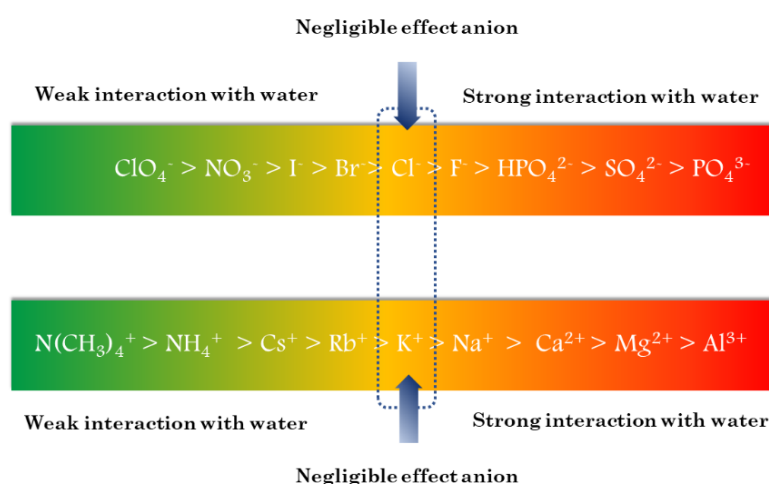 Negligible effect anion
Weak interaction with water
Strong interaction with water
ClO₄⁻ > NO₃⁻ > I⁻ > Br⁻> Cl⁻ > F⁻ > HPO₄²⁻ > SO₄²⁻ > PO₄³⁻
N(CH₃)₄⁺ > NH₄⁺ > Cs⁺ > Rb⁺ > K⁺ > Na⁺ > Ca²⁺ > Mg²⁺ > Al³⁺
Weak interaction with water
Strong interaction with water
Negligible effect anion